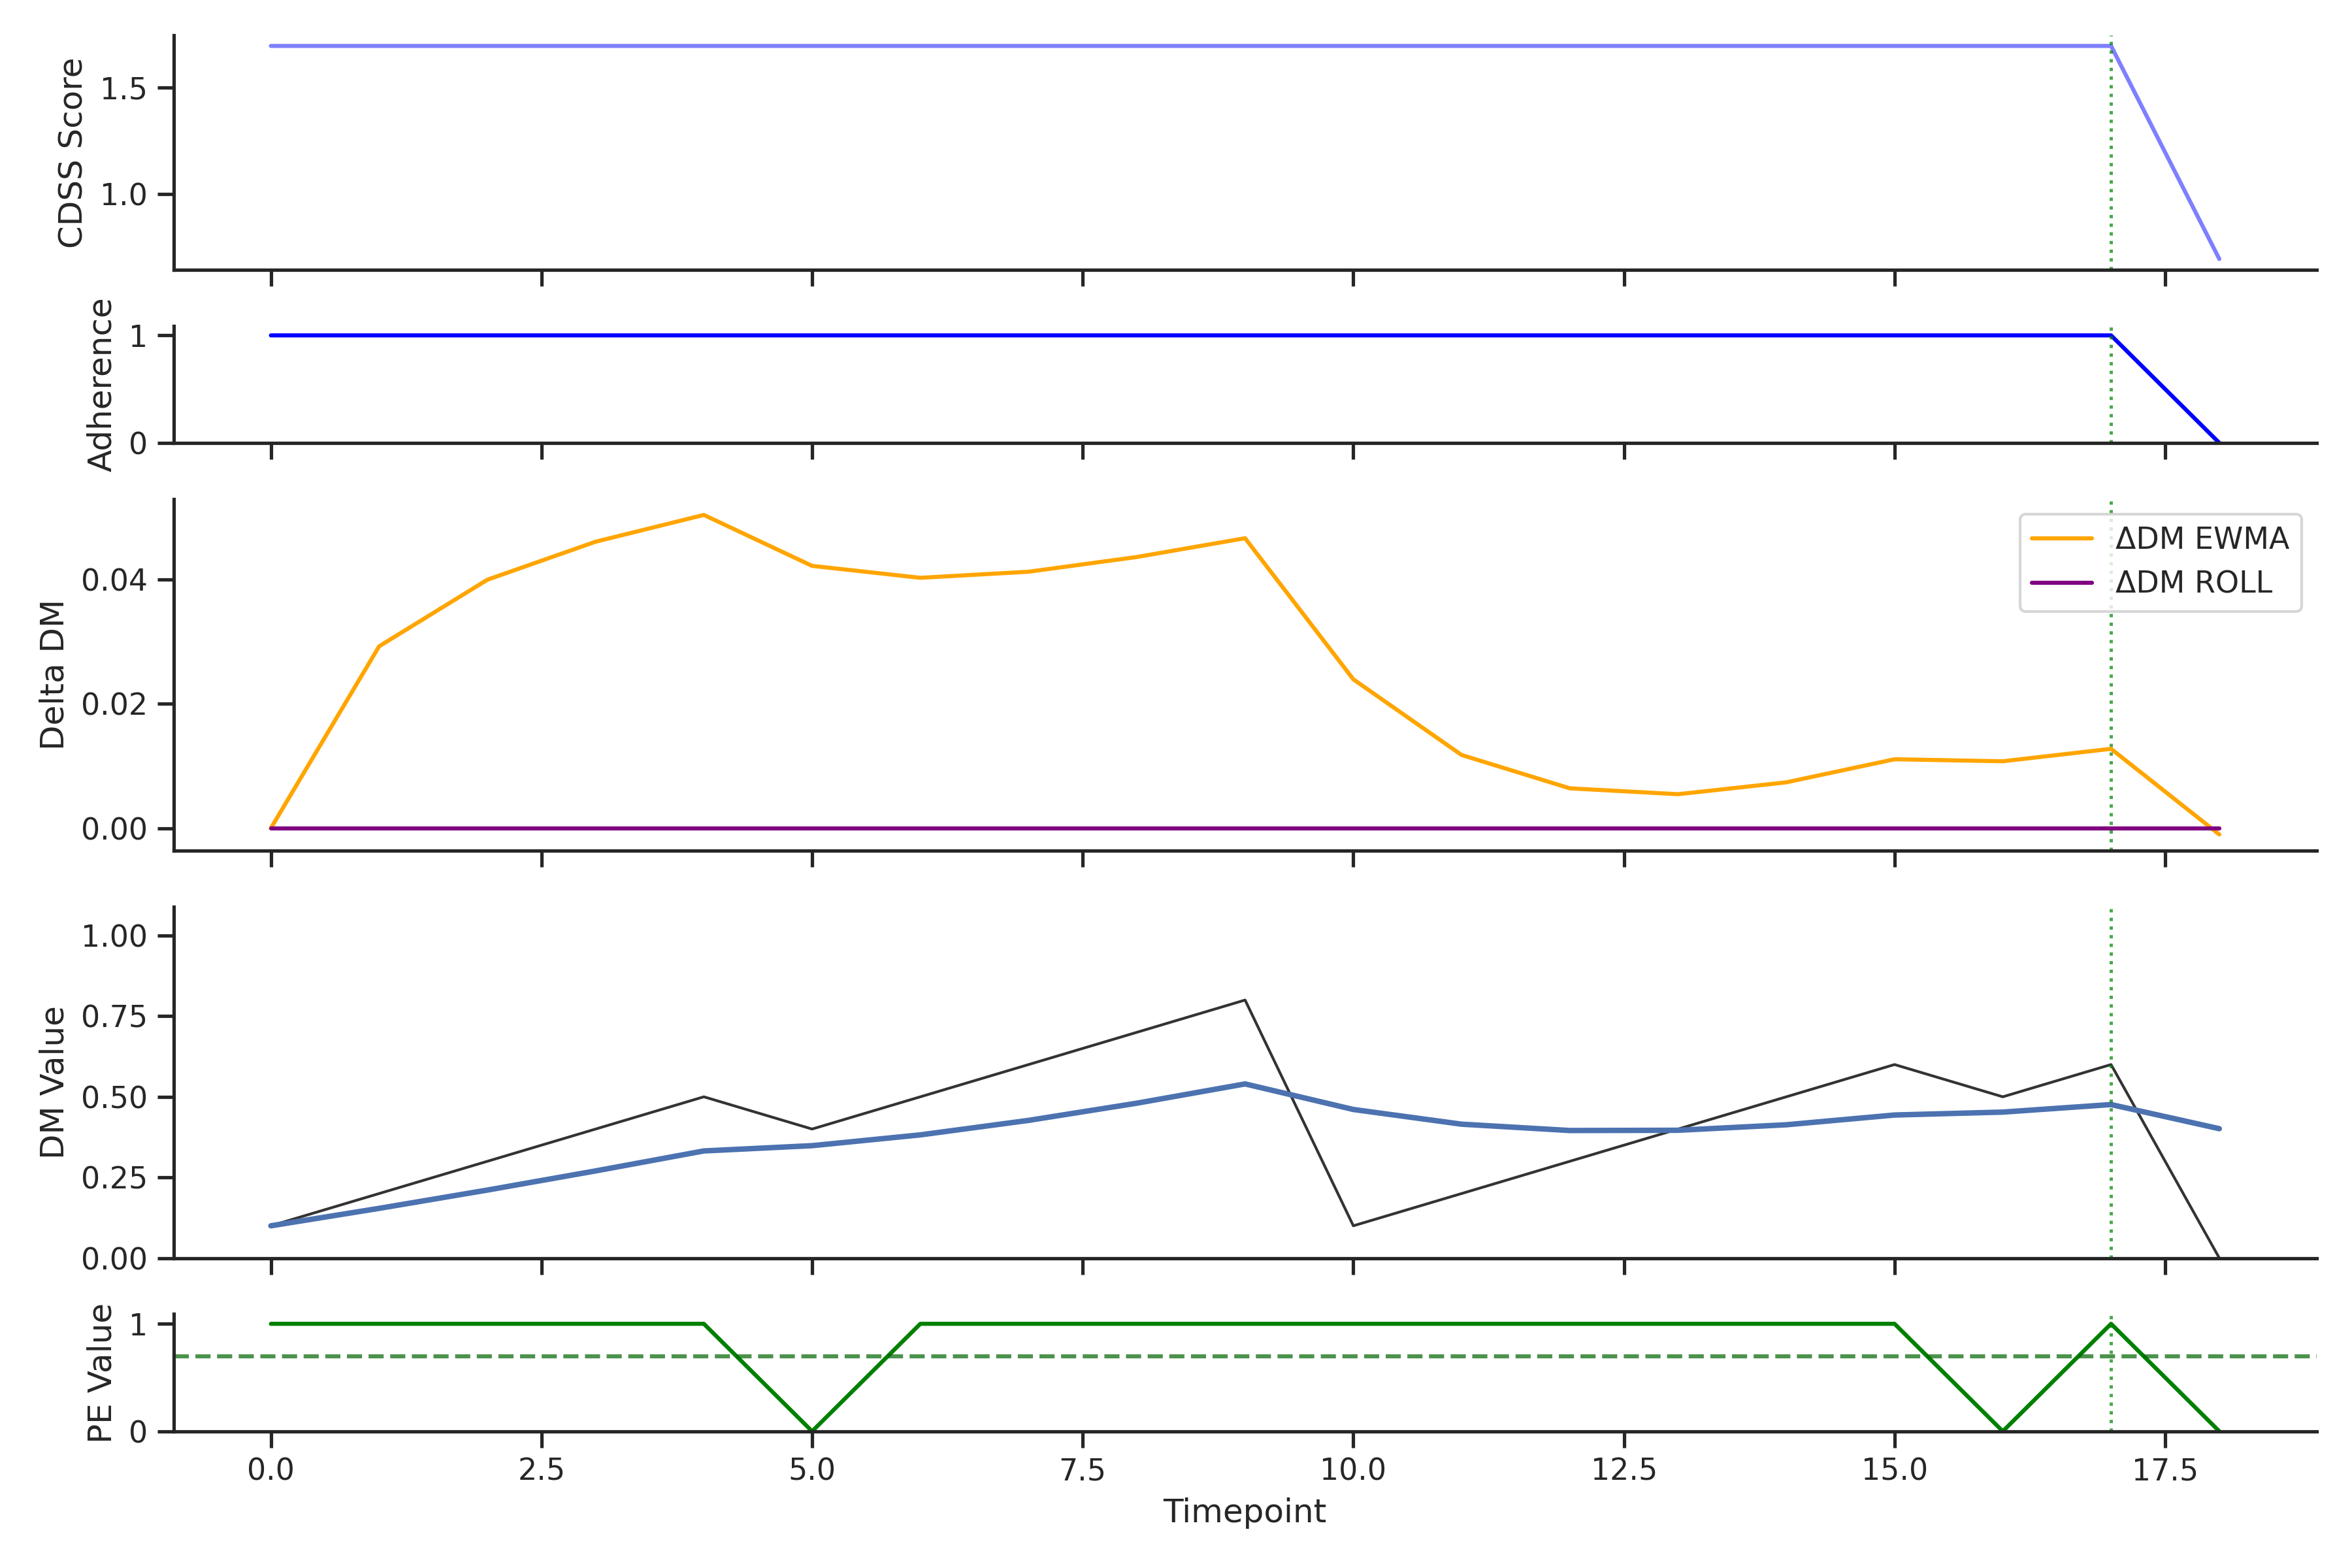 CDSS Score
1.5
1.0
Adherence
1
0
Delta DM
0.04
0.02
0.00
ΔDM EWMA
ΔDM ROLL
DM Value
1.00
0.75
0.50
0.25
0.00
PE Value
1
0
0.0 2.5 5.0 7.5 10.0 12.5 15.0 17.5
Timepoint